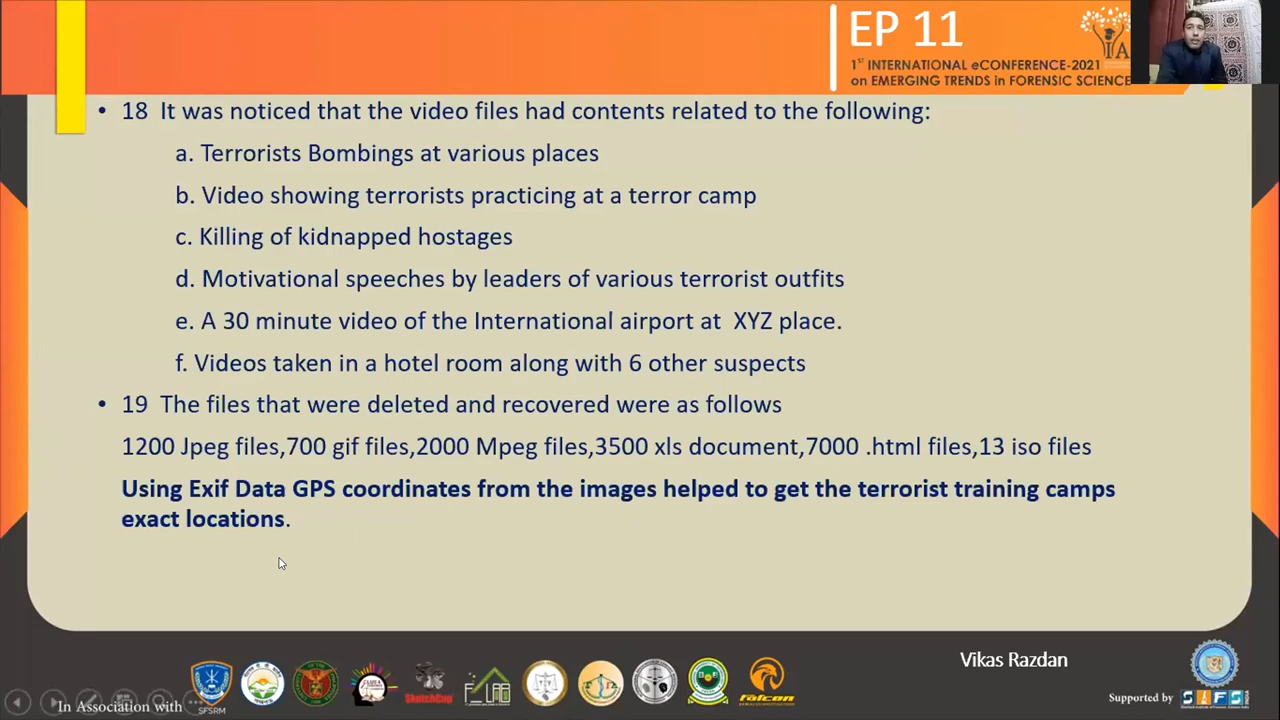 EP 11
1ST INTERNATIONAL eCONFERENCE-2021
on EMERGING TRENDS in FORENSIC SCIENCE
IA
• 18 It was noticed that the video files had contents related to the following:
a. Terrorists Bombings at various places
b. Video showing terrorists practicing at a terror camp
c. Killing of kidnapped hostages
d. Motivational speeches by leaders of various terrorist outfits
e. A 30 minute video of the International airport at XYZ place.
f. Videos taken in a hotel room along with 6 other suspects
• 19 The files that were deleted and recovered were as follows
1200 Jpeg files,700 gif files,2000 Mpeg files,3500 xls document,7000 .html files,13 iso files
Using Exif Data GPS coordinates from the images helped to get the terrorist training camps
exact locations.
Vikas Razdan
In Association with
SFSRM
SketchCop
F LAB
FALCON
Supported by
SIFS